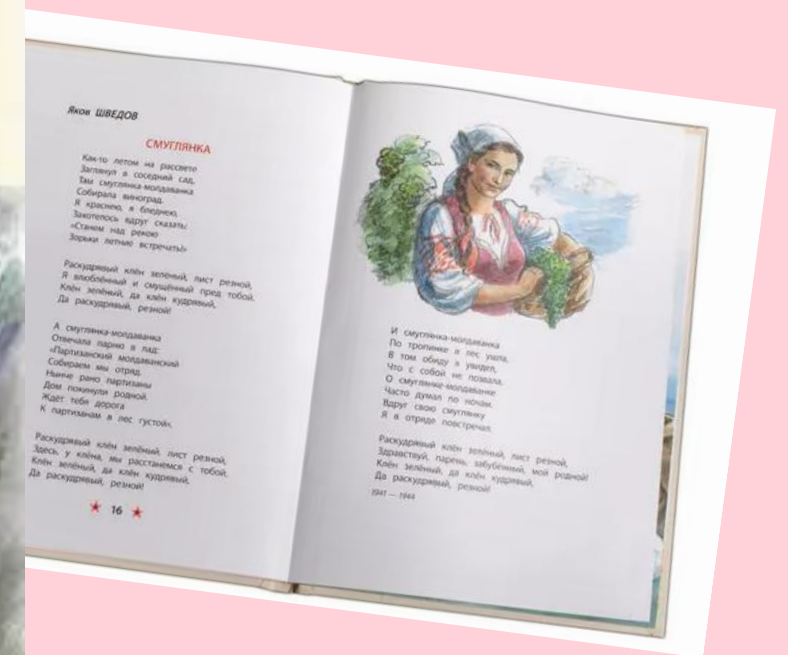 Яков ШВЕДОВ
СМУГЛЯНКА
Как-то летом на рассвете
Заглянул в соседний сад,
Там смуглянка-молдаванка
Собирала виноград.
Я краснею, я бледнею,
Захотелось вдруг сказать:
«Станем над рекою
Зорьки летние встречать!»
Раскудрявый клён зелёный, лист резной,
Я влюблённый и смущённый пред тобой.
Клён зелёный, да клён кудрявый,
Да раскудрявый, резной!
А смуглянка-молдаванка
Отвечала парню в лад:
«Партизанский молдаванский
Собираем мы отряд.
Нынче рано партизаны
Дом покинули родной.
Ждёт тебя дорога
К партизанам в лес густой».
Раскудрявый клён зелёный, лист резной,
Здесь, у клёна, мы расстанемся с тобой.
Клён зелёный, да клён кудрявый,
Да раскудрявый, резной!
16
И смуглянка-молдаванка
По тропинке в лес ушла.
В том обиду я увидел,
Что с собой не позвала.
О смуглянке-молдаванке
Часто думал по ночам.
Вдруг свою смуглянку
Я в отряде повстречал.
Раскудрявый клён зелёный, лист резной,
Здравствуй, парень, забубённый, мой родной!
Клён зелёный, да клён кудрявый,
Да раскудрявый, резной!
1941 — 1944